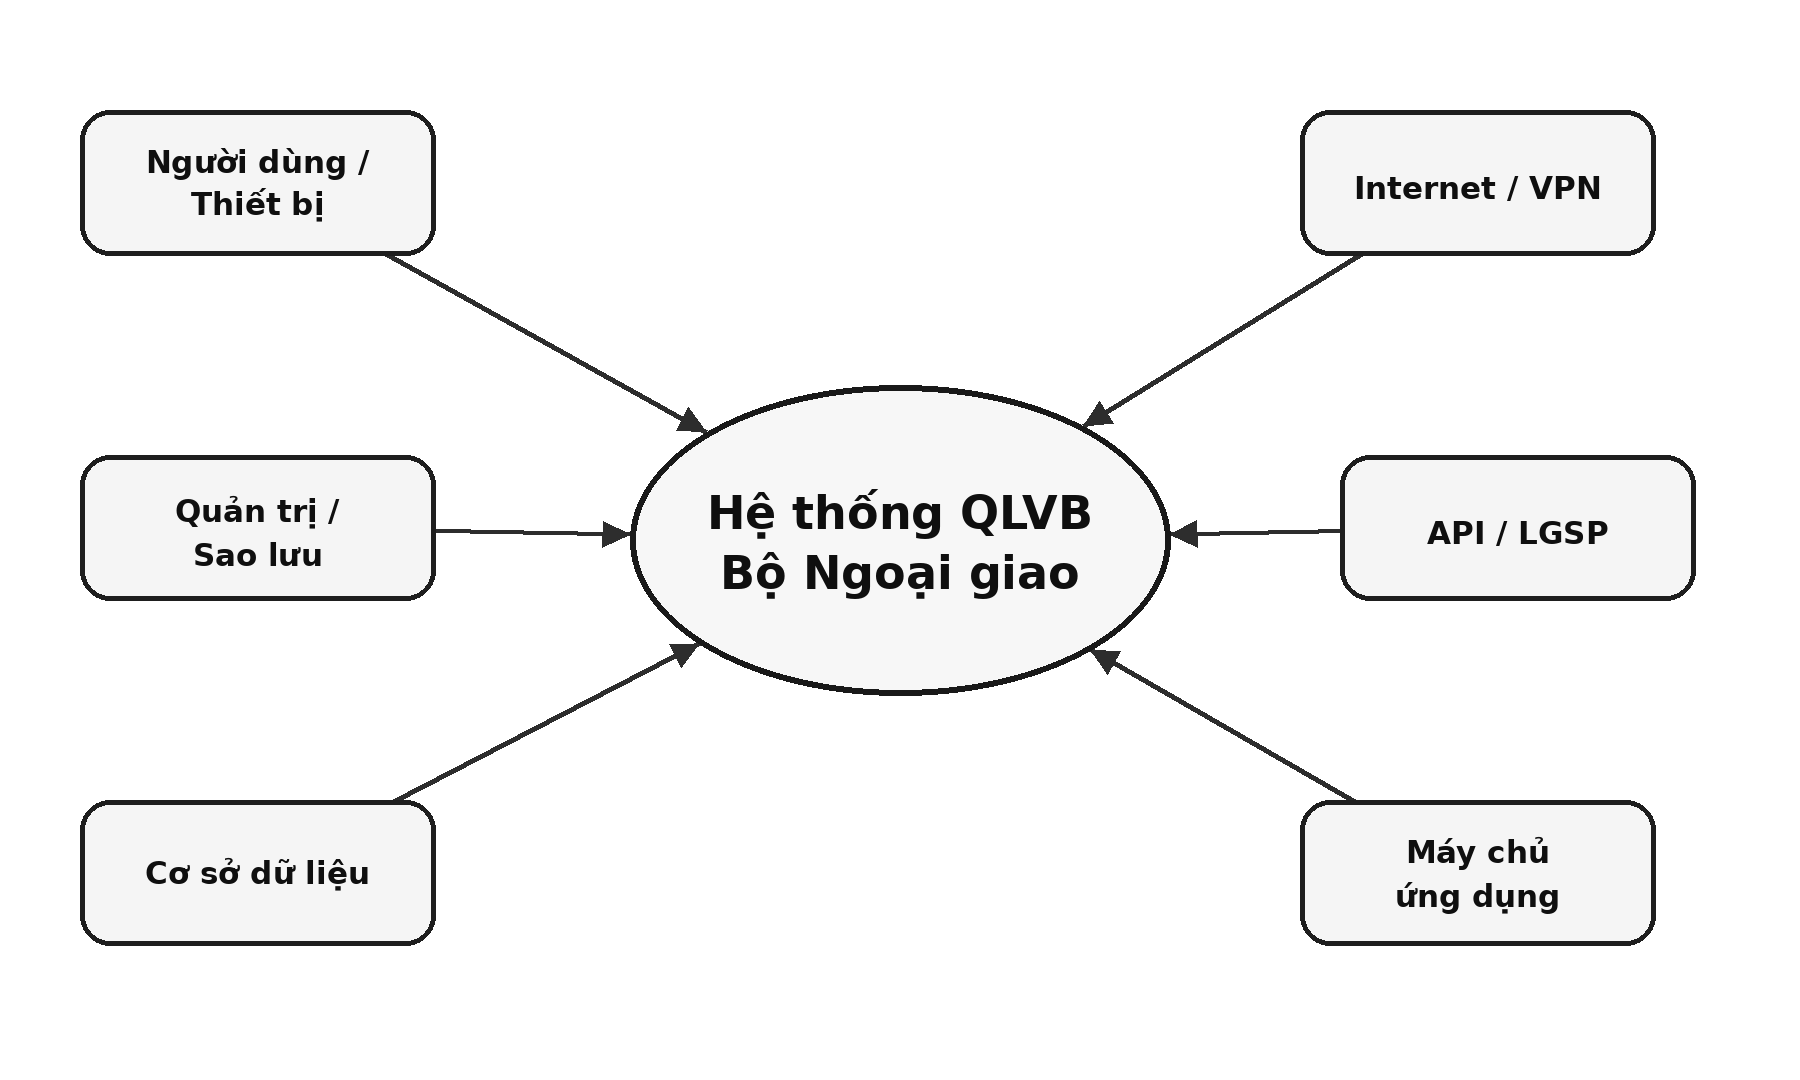 Người dùng /
Thiết bị
Internet / VPN
Quản trị /
Sao lưu
Hệ thống QLVB
Bộ Ngoại giao
API / LGSP
Cơ sở dữ liệu
Máy chủ
ứng dụng